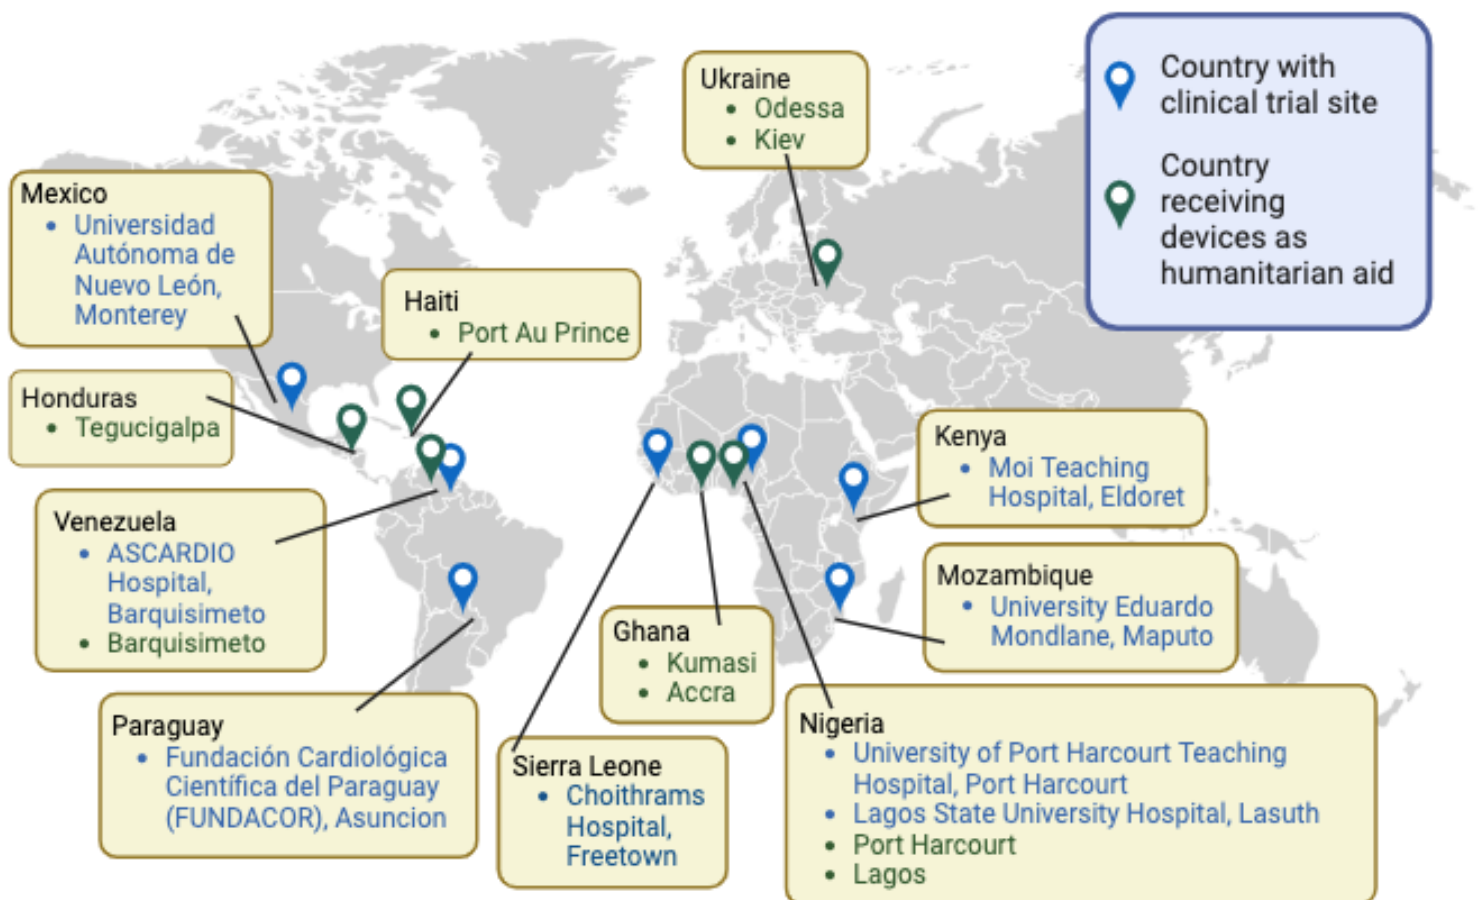 Country with
clinical trial site
Country
receiving
devices as
humanitarian aid
Ukraine
• Odessa
• Kiev
Mexico
• Universidad
Autónoma de
Nuevo León,
Monterey
Haiti
• Port Au Prince
Honduras
• Tegucigalpa
Kenya
• Moi Teaching
Hospital, Eldoret
Venezuela
• ASCARDIO
Hospital,
Barquisimeto
• Barquisimeto
Mozambique
• University Eduardo
Mondlane, Maputo
Ghana
• Kumasi
• Accra
Paraguay
• Fundación Cardiológica
Científica del Paraguay
(FUNDACOR), Asuncion
Sierra Leone
• Choithrams
Hospital,
Freetown
Nigeria
• University of Port Harcourt Teaching
Hospital, Port Harcourt
• Lagos State University Hospital, Lasuth
• Port Harcourt
• Lagos